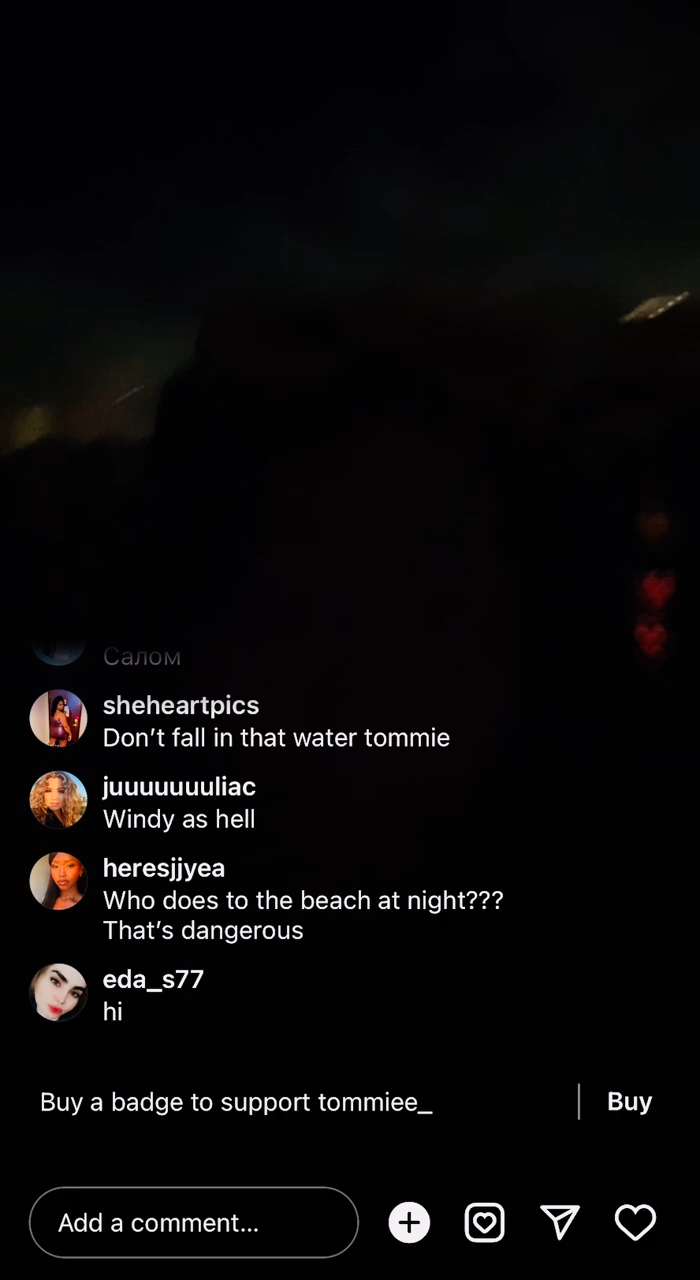 Салом
sheheartpics
Don't fall in that water tommie
juuuuuuuliac
Windy as hell
heresjjyea
Who does to the beach at night???
That's dangerous
eda_s77
hi
Buy a badge to support tommiee_
Buy
Add a comment...